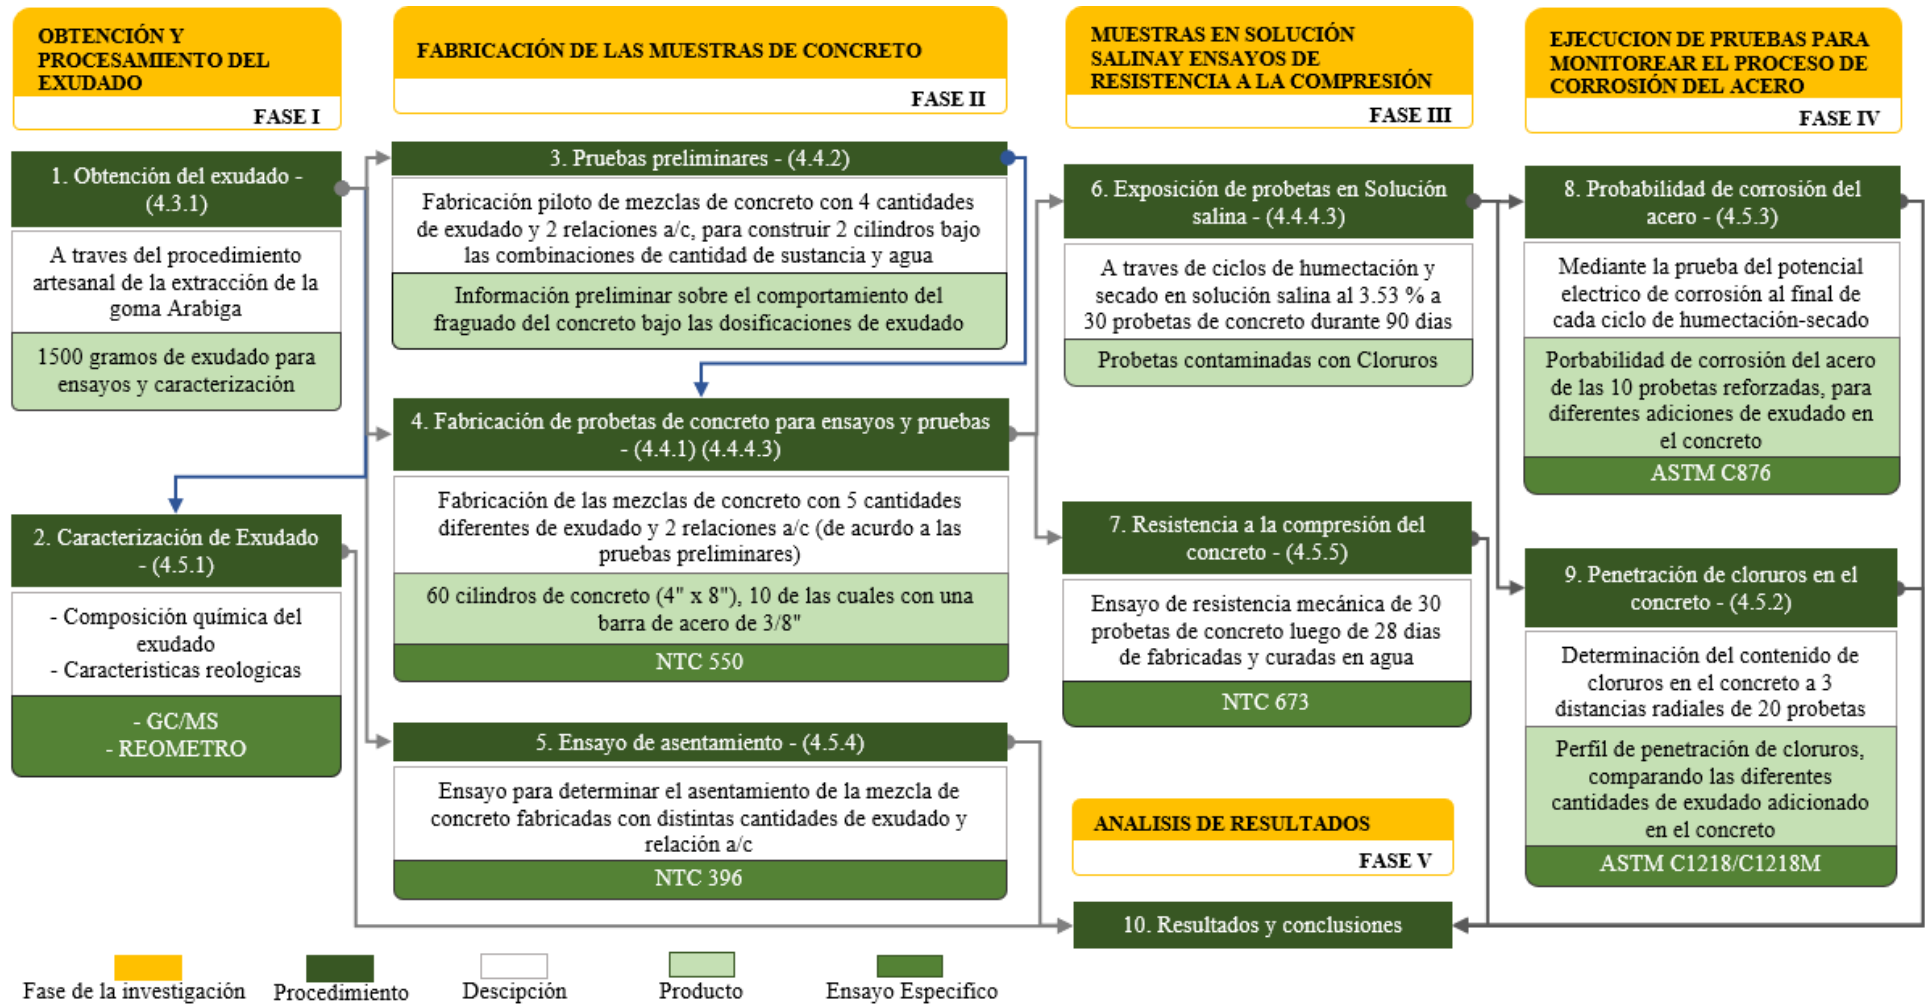 OBTENCIÓN Y
PROCESAMIENTO DEL
EXUDADO
FASE I
1. Obtención del exudado -
(4.3.1)
A traves del procedimiento
artesanal de la extracción de la
goma Arabiga
1500 gramos de exudado para
ensayos y caracterización
2. Caracterización de Exudado
- (4.5.1)
- Composición química del
exudado
- Caracteristicas reologicas
- GC/MS
- REOMETRO
FABRICACIÓN DE LAS MUESTRAS DE CONCRETO
FASE II
3. Pruebas preliminares - (4.4.2)
Fabricación piloto de mezclas de concreto con 4 cantidades
de exudado y 2 relaciones a/c, para construir 2 cilindros bajo
las combinaciones de cantidad de sustancia y agua
Información preliminar sobre el comportamiento del
fraguado del concreto bajo las dosificaciones de exudado
4. Fabricación de probetas de concreto para ensayos y pruebas
- (4.4.1) (4.4.4.3)
Fabricación de las mezclas de concreto con 5 cantidades
diferentes de exudado y 2 relaciones a/c (de acuerdo a las
pruebas preliminares)
60 cilindros de concreto (4" x 8"), 10 de las cuales con una
barra de acero de 3/8"
NTC 550
5. Ensayo de asentamiento - (4.5.4)
Ensayo para determinar el asentamiento de la mezcla de
concreto fabricadas con distintas cantidades de exudado y
relación a/c
NTC 396
MUESTRAS EN SOLUCIÓN
SALINAY ENSAYOS DE
RESISTENCIA A LA COMPRESIÓN
FASE III
6. Exposición de probetas en Solución
salina - (4.4.4.3)
A traves de ciclos de humectación y
secado en solución salina al 3.53 % a
30 probetas de concreto durante 90 dias
Probetas contaminadas con Cloruros
7. Resistencia a la compresión del
concreto - (4.5.5)
Ensayo de resistencia mecánica de 30
probetas de concreto luego de 28 dias
de fabricadas y curadas en agua
NTC 673
ANALISIS DE RESULTADOS
FASE V
10. Resultados y conclusiones
EJECUCION DE PRUEBAS PARA
MONITOREAR EL PROCESO DE
CORROSIÓN DEL ACERO
FASE IV
8. Probabilidad de corrosión del
acero - (4.5.3)
Mediante la prueba del potencial
electrico de corrosión al final de
cada ciclo de humectación-secado
Porbabilidad de corrosión del acero
de las 10 probetas reforzadas, para
diferentes adiciones de exudado en
el concreto
ASTM C876
9. Penetración de cloruros en el
concreto - (4.5.2)
Determinación del contenido de
cloruros en el concreto a 3
distancias radiales de 20 probetas
Perfil de penetración de cloruros,
comparando las diferentes
cantidades de exudado adicionado
en el concreto
ASTM C1218/C1218M
Fase de la investigación
Procedimiento
Descipción
Producto
Ensayo Especifico